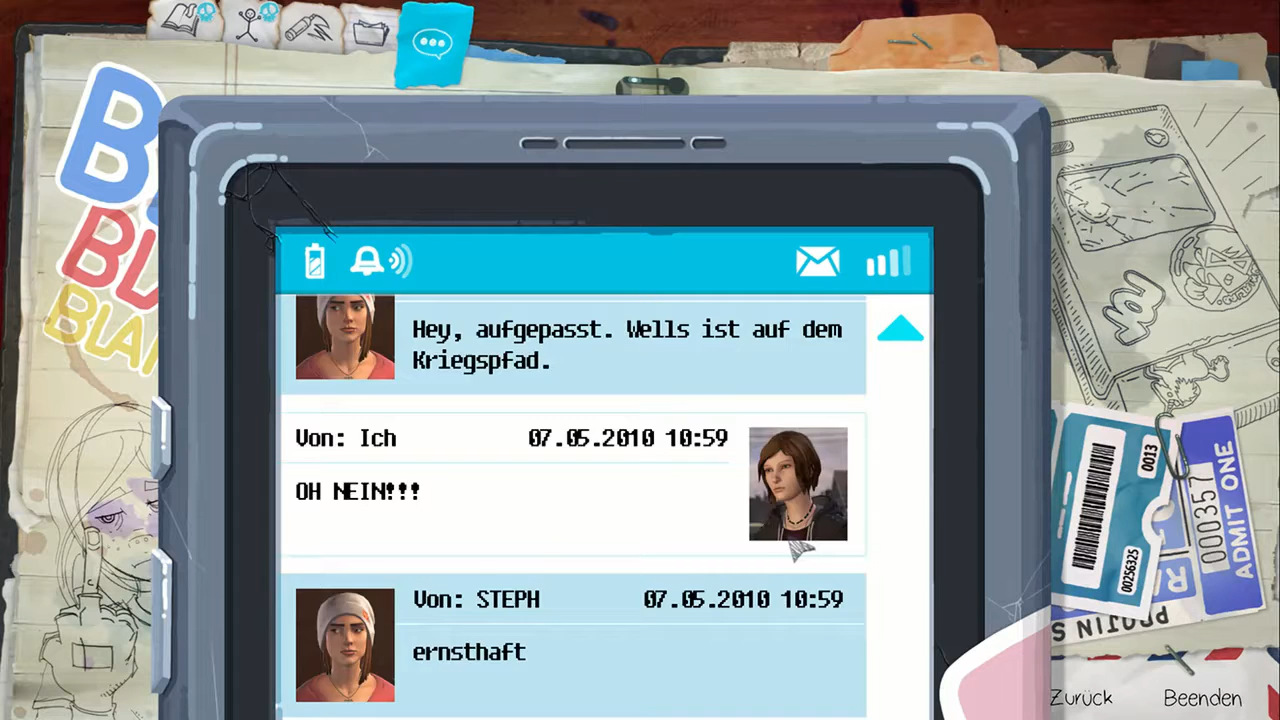 Hey, aufgepasst. Wells ist auf dem
Kriegspfad.
Von: Ich 07.05.2010 10:59
OH NEIN!!!
Von: STEPH 07.05.2010 10:59
ernsthaft
0013
00256325
000357
ADMIT ONE
Zurück Beenden